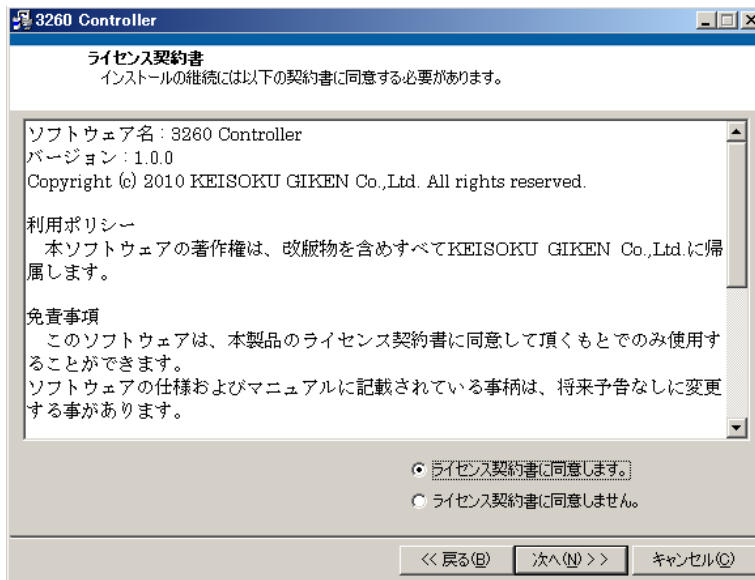 3260 Controller
ライセンス契約書
インストールの継続には以下の契約書に同意する必要があります。
ソフトウェア名：3260 Controller
バージョン：1.0.0
Copyright (c) 2010 KEISOKU GIKEN Co.,Ltd. All rights reserved.
利用ポリシー
本ソフトウェアの著作権は、改版物を含めすべてKEISOKU GIKEN Co.,Ltd.に帰
属します。
免責事項
このソフトウェアは、本製品のライセンス契約書に同意して頂くもとでのみ使用す
ることができます。
ソフトウェアの仕様およびマニュアルに記載されている事柄は、将来予告なしに変更
する事があります。
ライセンス契約書に同意します。
ライセンス契約書に同意しません。
<< 戻る(B) 次へ(N) >> キャンセル(C)